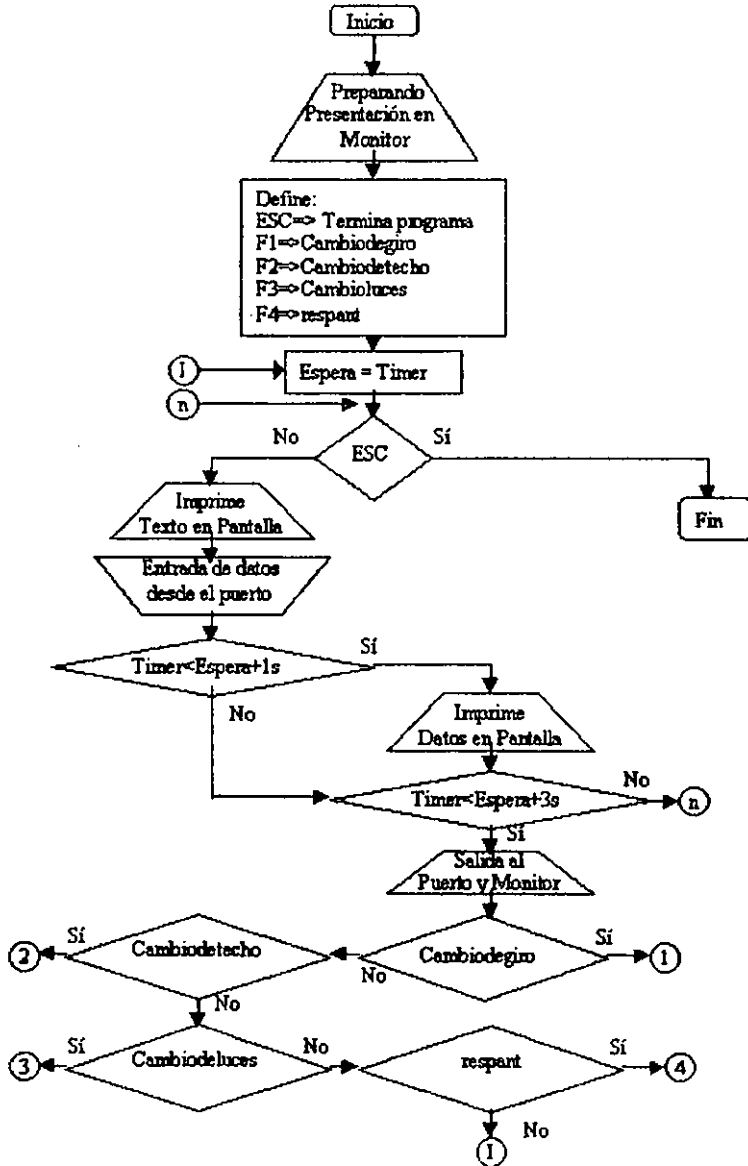 Inicio
Preparando
Presentación en
Monitor
Define:
ESC=> Termina programa
F1=>Cambiodegiro
F2=>Cambiodetecho
F3=>Cambioluces
F4=>respant
I
Espera = Timer
n
No
ESC
Sí
Imprime
Texto en Pantalla
Fin
Entrada de datos
desde el puerto
Timer<Espera+1s
Sí
No
Imprime
Datos en Pantalla
Timer<Espera+3s
No
n
Sí
Salida al
Puerto y Monitor
2
Sí
Cambiodetecho
No
Cambiodegiro
Sí
1
No
3
Sí
Cambiodeluces
No
respant
Sí
4
No
I